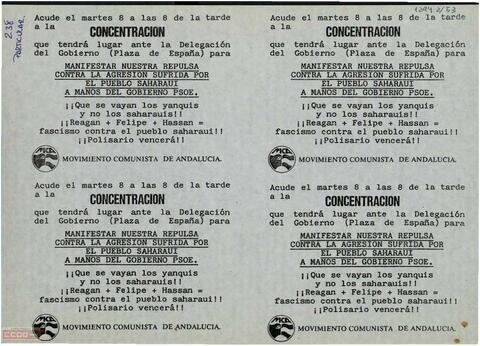 238
PARTICULAR
1294 2/53
Acude el martes 8 a las 8 de la tarde
a la
CONCENTRACION
que tendrá lugar ante la Delegación
del Gobierno (Plaza de España) para
MANIFESTAR NUESTRA REPULSA
CONTRA LA AGRESION SUFRIDA POR
EL PUEBLO SAHARAUI
A MANOS DEL GOBIERNO PSOE.
¡¡Que se vayan los yanquis
y no los saharauis!!
¡¡Reagan + Felipe + Hassan =
fascismo contra el pueblo saharaui!!
¡¡Polisario vencerá!!
MCA
MOVIMIENTO COMUNISTA DE ANDALUCIA.
Acude el martes 8 a las 8 de la tarde
a la
CONCENTRACION
que tendrá lugar ante la Delegación
del Gobierno (Plaza de España) para
MANIFESTAR NUESTRA REPULSA
CONTRA LA AGRESION SUFRIDA POR
EL PUEBLO SAHARAUI
A MANOS DEL GOBIERNO PSOE.
¡¡Que se vayan los yanquis
y no los saharauis!!
¡¡Reagan + Felipe + Hassan =
fascismo contra el pueblo saharaui!!
¡¡Polisario vencerá!!
MCA
MOVIMIENTO COMUNISTA DE ANDALUCIA.
Acude el martes 8 a las 8 de la tarde
a la
CONCENTRACION
que tendrá lugar ante la Delegación
del Gobierno (Plaza de España) para
MANIFESTAR NUESTRA REPULSA
CONTRA LA AGRESION SUFRIDA POR
EL PUEBLO SAHARAUI
A MANOS DEL GOBIERNO PSOE.
¡¡Que se vayan los yanquis
y no los saharauis!!
¡¡Reagan + Felipe + Hassan =
fascismo contra el pueblo saharaui!!
¡¡Polisario vencerá!!
MCA
MOVIMIENTO COMUNISTA DE ANDALUCIA.
Acude el martes 8 a las 8 de la tarde
a la
CONCENTRACION
que tendrá lugar ante la Delegación
del Gobierno (Plaza de España) para
MANIFESTAR NUESTRA REPULSA
CONTRA LA AGRESION SUFRIDA POR
EL PUEBLO SAHARAUI
A MANOS DEL GOBIERNO PSOE.
¡¡Que se vayan los yanquis
y no los saharauis!!
¡¡Reagan + Felipe + Hassan =
fascismo contra el pueblo saharaui!!
¡¡Polisario vencerá!!
MCA
MOVIMIENTO COMUNISTA DE ANDALUCIA.
CCOO